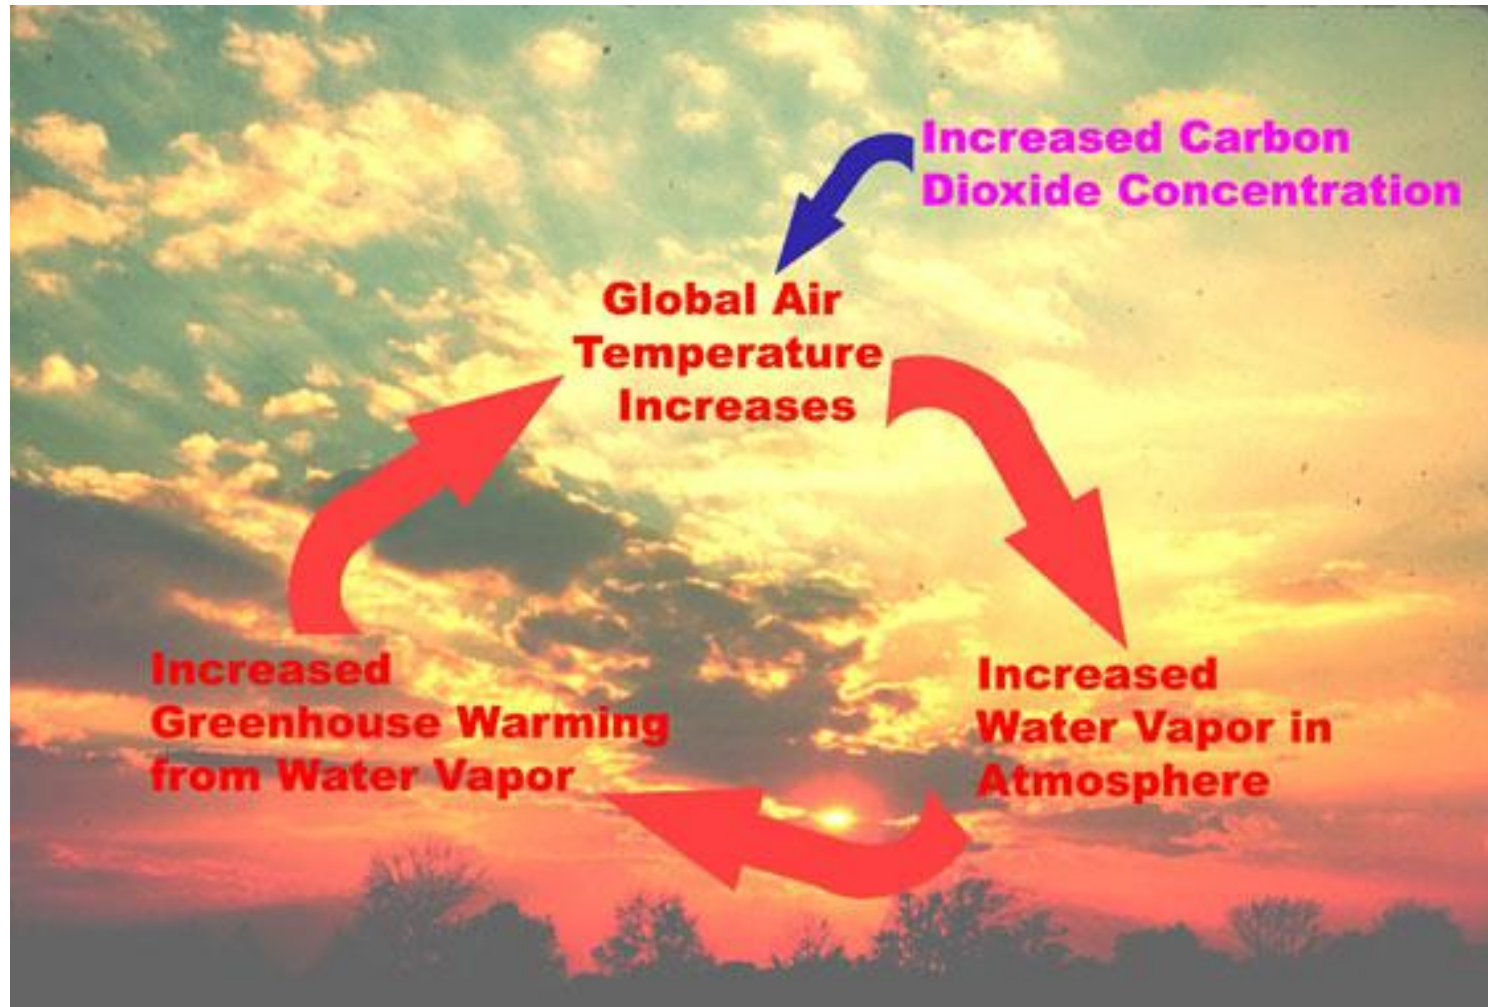 Increased Carbon
Dioxide Concentration
Global Air
Temperature
Increases
Increased
Water Vapor in
Atmosphere
Increased
Greenhouse Warming
from Water Vapor